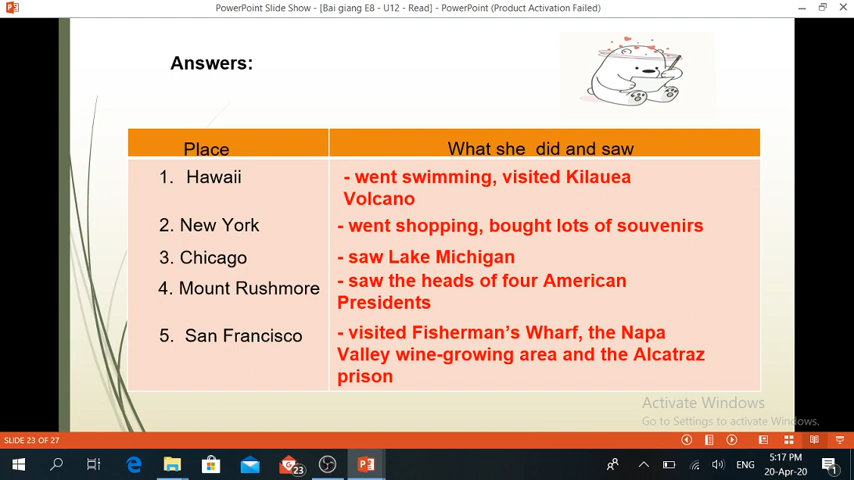 PowerPoint Slide Show - [Bai giang E8 - U12 - Read] - PowerPoint (Product Activation Failed)
Answers:
Place
What she did and saw
1. Hawaii
- went swimming, visited Kilauea
Volcano
2. New York
- went shopping, bought lots of souvenirs
3. Chicago
- saw Lake Michigan
4. Mount Rushmore
- saw the heads of four American
Presidents
5. San Francisco
- visited Fisherman's Wharf, the Napa
Valley wine-growing area and the Alcatraz
prison
Activate Windows
Go to Settings to activate Windows.
SLIDE 23 OF 27
23
ENG
5:17 PM
20-Apr-20
1